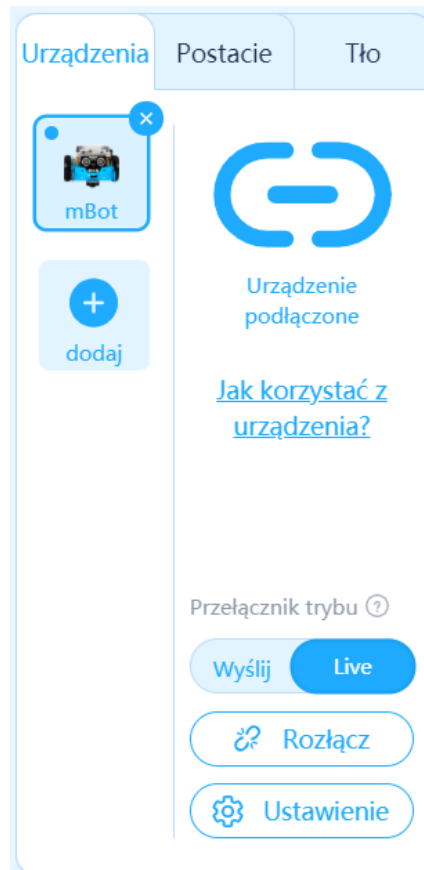 Urządzenia
Postacie
Tło
mBot
dodaj
Urządzenie
podłączone
Jak korzystać z
urządzenia?
Przełącznik trybu ?
Wyślij
Live
Rozłącz
Ustawienie